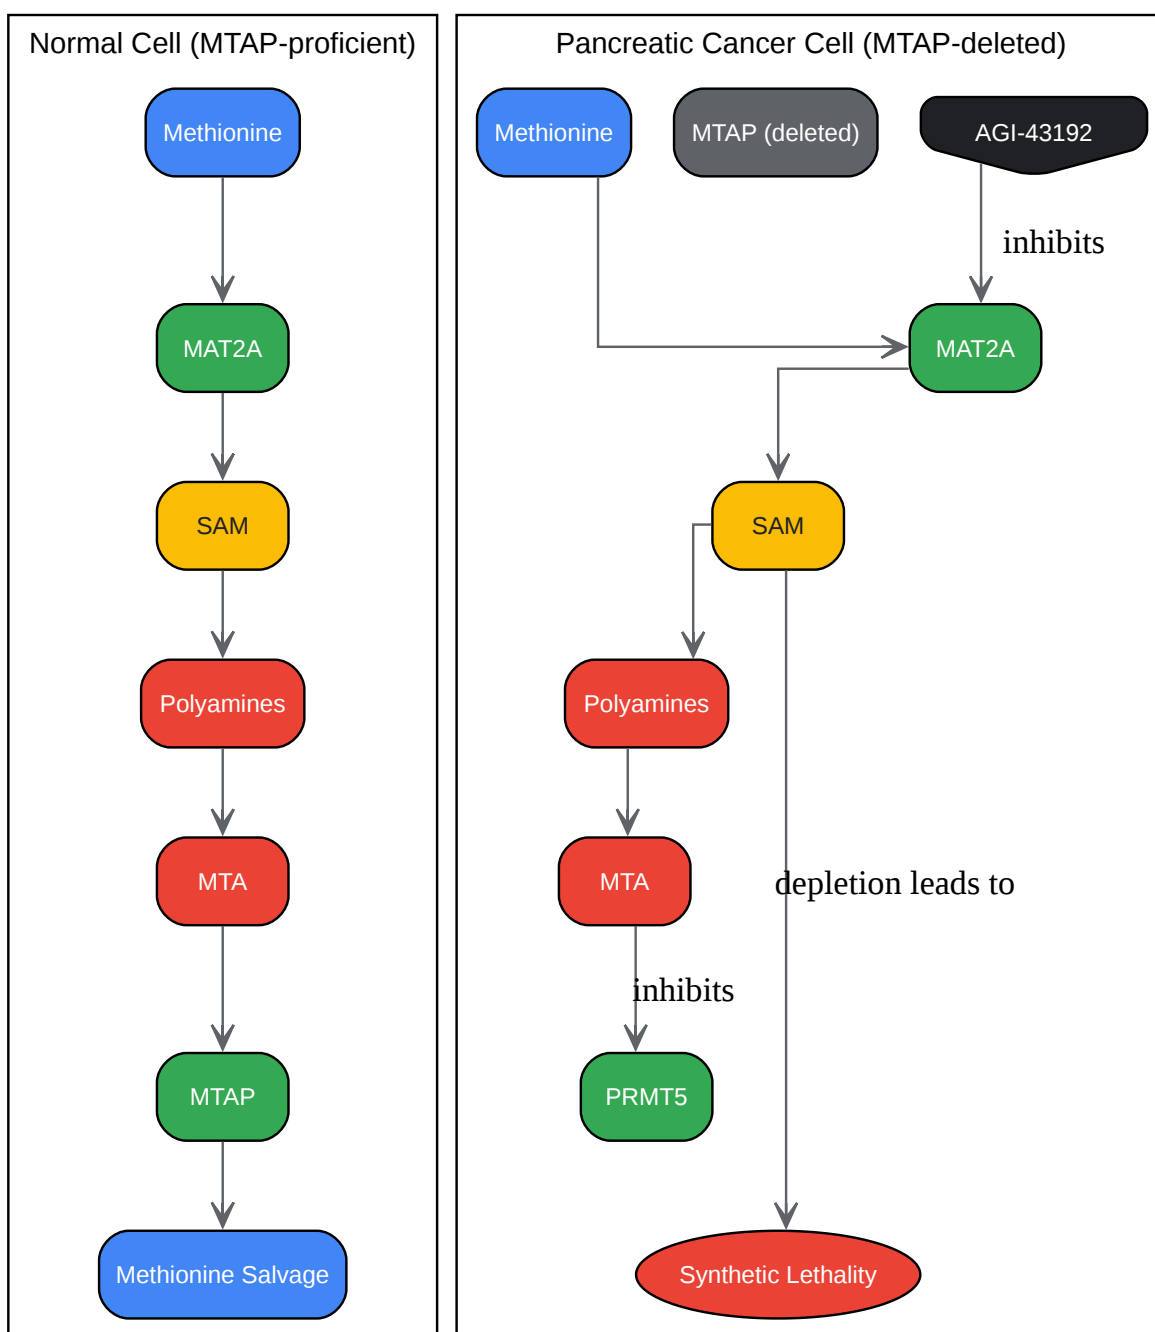 Normal Cell (MTAP-proficient)
Methionine
MAT2A
SAM
Polyamines
MTA
MTAP
Methionine Salvage
Pancreatic Cancer Cell (MTAP-deleted)
Methionine
MTAP (deleted)
AGI-43192
inhibits
MAT2A
SAM
Polyamines
MTA
depletion leads to
inhibits
PRMT5
Synthetic Lethality